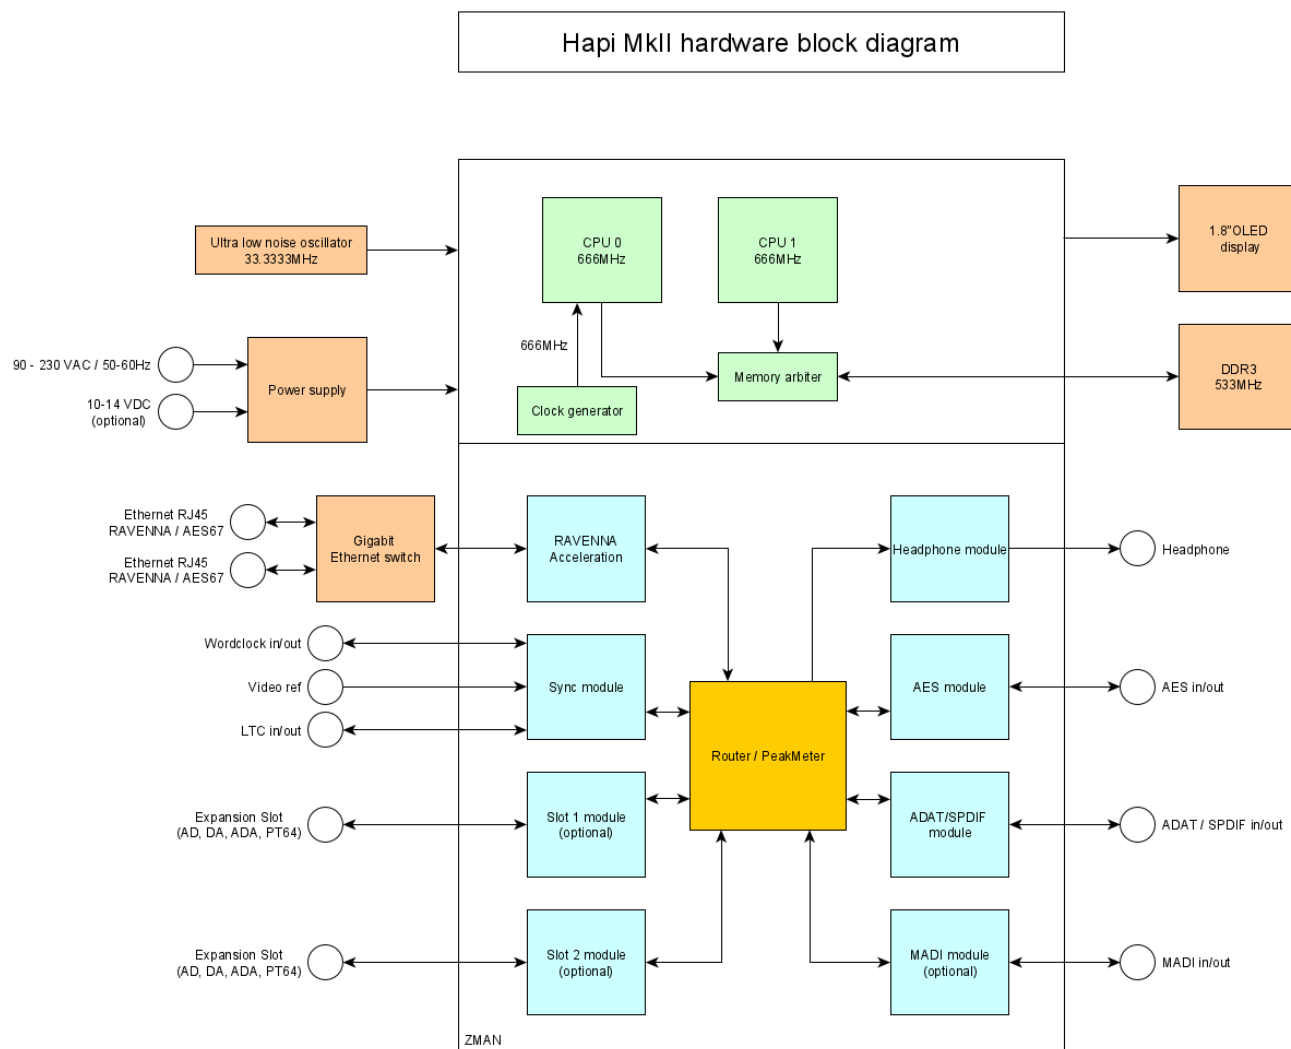 Hapi MkII hardware block diagram
Ultra low noise oscillator
33.3333MHz
CPU 0
666MHz
CPU 1
666MHz
1.8"OLED
display
90 - 230 VAC / 50-60Hz
10-14 VDC
(optional)
Power supply
666MHz
Clock generator
Memory arbiter
DDR3
533MHz
Ethernet RJ45
RAVENNA / AES67
Ethernet RJ45
RAVENNA / AES67
Gigabit
Ethernet switch
RAVENNA
Acceleration
Headphone module
Headphone
Wordclock in/out
Video ref
LTC in/out
Sync module
Router / PeakMeter
AES module
AES in/out
Expansion Slot
(AD, DA, ADA, PT64)
Slot 1 module
(optional)
ADAT/SPDIF
module
ADAT / SPDIF in/out
Expansion Slot
(AD, DA, ADA, PT64)
Slot 2 module
(optional)
MADI module
(optional)
MADI in/out
ZMAN